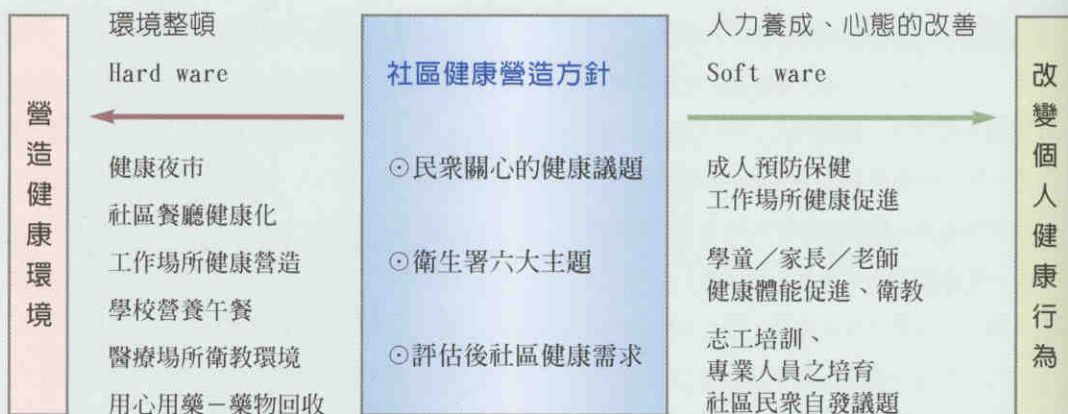 營造健康環境
環境整頓
Hard ware
健康夜市
社區餐廳健康化
工作場所健康營造
學校營養午餐
醫療場所衛教環境
用心用藥－藥物回收
社區健康營造方針
⊙民眾關心的健康議題
⊙衛生署六大主題
⊙評估後社區健康需求
人力養成、心態的改善
Soft ware
成人預防保健
工作場所健康促進
學童／家長／老師
健康體能促進、衛教
志工培訓、
專業人員之培育
社區民眾自發議題
改變個人健康行為